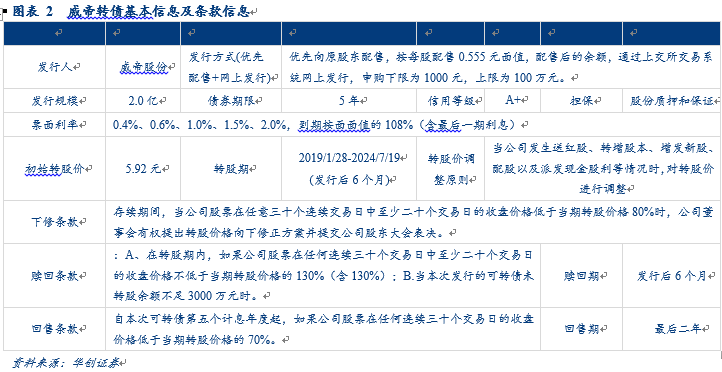 图表 2 威帝转债基本信息及条款信息
发行人 威帝股份 发行方式(优先配售+网上发行) 优先向原股东配售，按每股配售 0.555 元面值，配售后的余额，通过上交所交易系
统网上发行，申购下限为 1000 元，上限为 100 万元。
发行规模 2.0 亿 债券期限 5 年 信用等级 A+ 担保 股份质押和保证
票面利率 0.4%、0.6%、1.0%、1.5%、2.0%，到期按面面值的 108%（含最后一期利息）
初始转股价 5.92 元 转股期 2019/1/28-2024/7/19
(发行后 6 个月) 转股价调
整原则 当公司发生送红股、转增股本、增发新股、
配股以及派发现金股利等情况时,对转股价
进行调整
下修条款 存续期间，当公司股票在任意三十个连续交易日中至少二十个交易日的收盘价格低于当期转股价格 80%时，公司董
事会有权提出转股价格向下修正方案并提交公司股东大会表决。
赎回条款 ：A、在转股期内，如果公司股票在任何连续三十个交易日中至少二十个交易日
的收盘价格不低于当期转股价格的 130%（含 130%）；B.当本次发行的可转债未
转股余额不足 3000 万元时。 赎回期 发行后 6 个月
回售条款 自本次可转债第五个计息年度起，如果公司股票在任何连续三十个交易日的收盘
价格低于当期转股价格的 70%。 回售期 最后二年
资料来源：华创证券